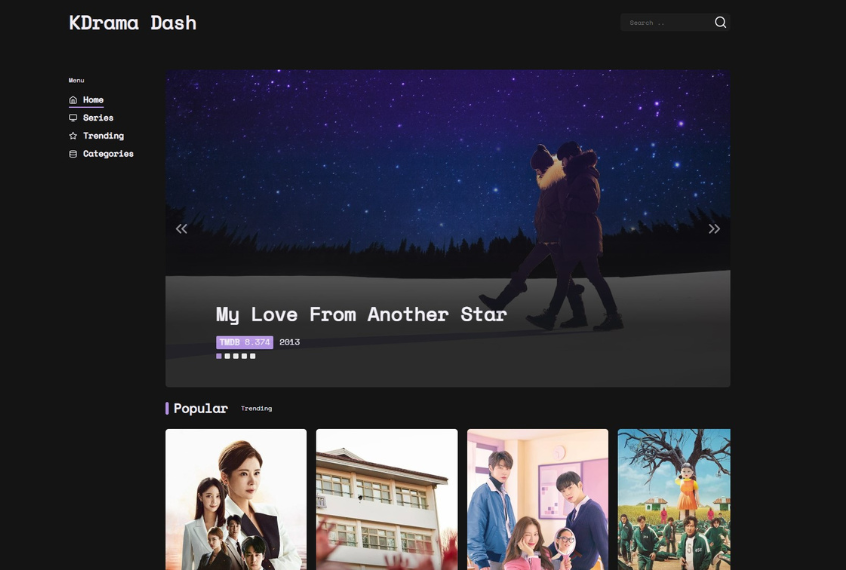 KDrama Dash
Search ..
Menu
Home
Series
Trending
Categories
My Love From Another Star
TMDB 8.374 2013
Popular Trending